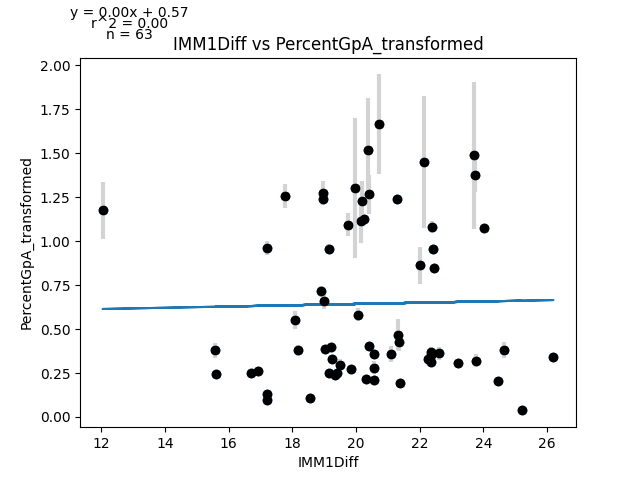 y = 0.00x + 0.57
r^2 = 0.00
n = 63
IMM1Diff vs PercentGpA_transformed
2.00
1.75
1.50
1.25
1.00
0.75
0.50
0.25
0.00
PercentGpA_transformed
12 14 16 18 20 22 24 26
IMM1Diff